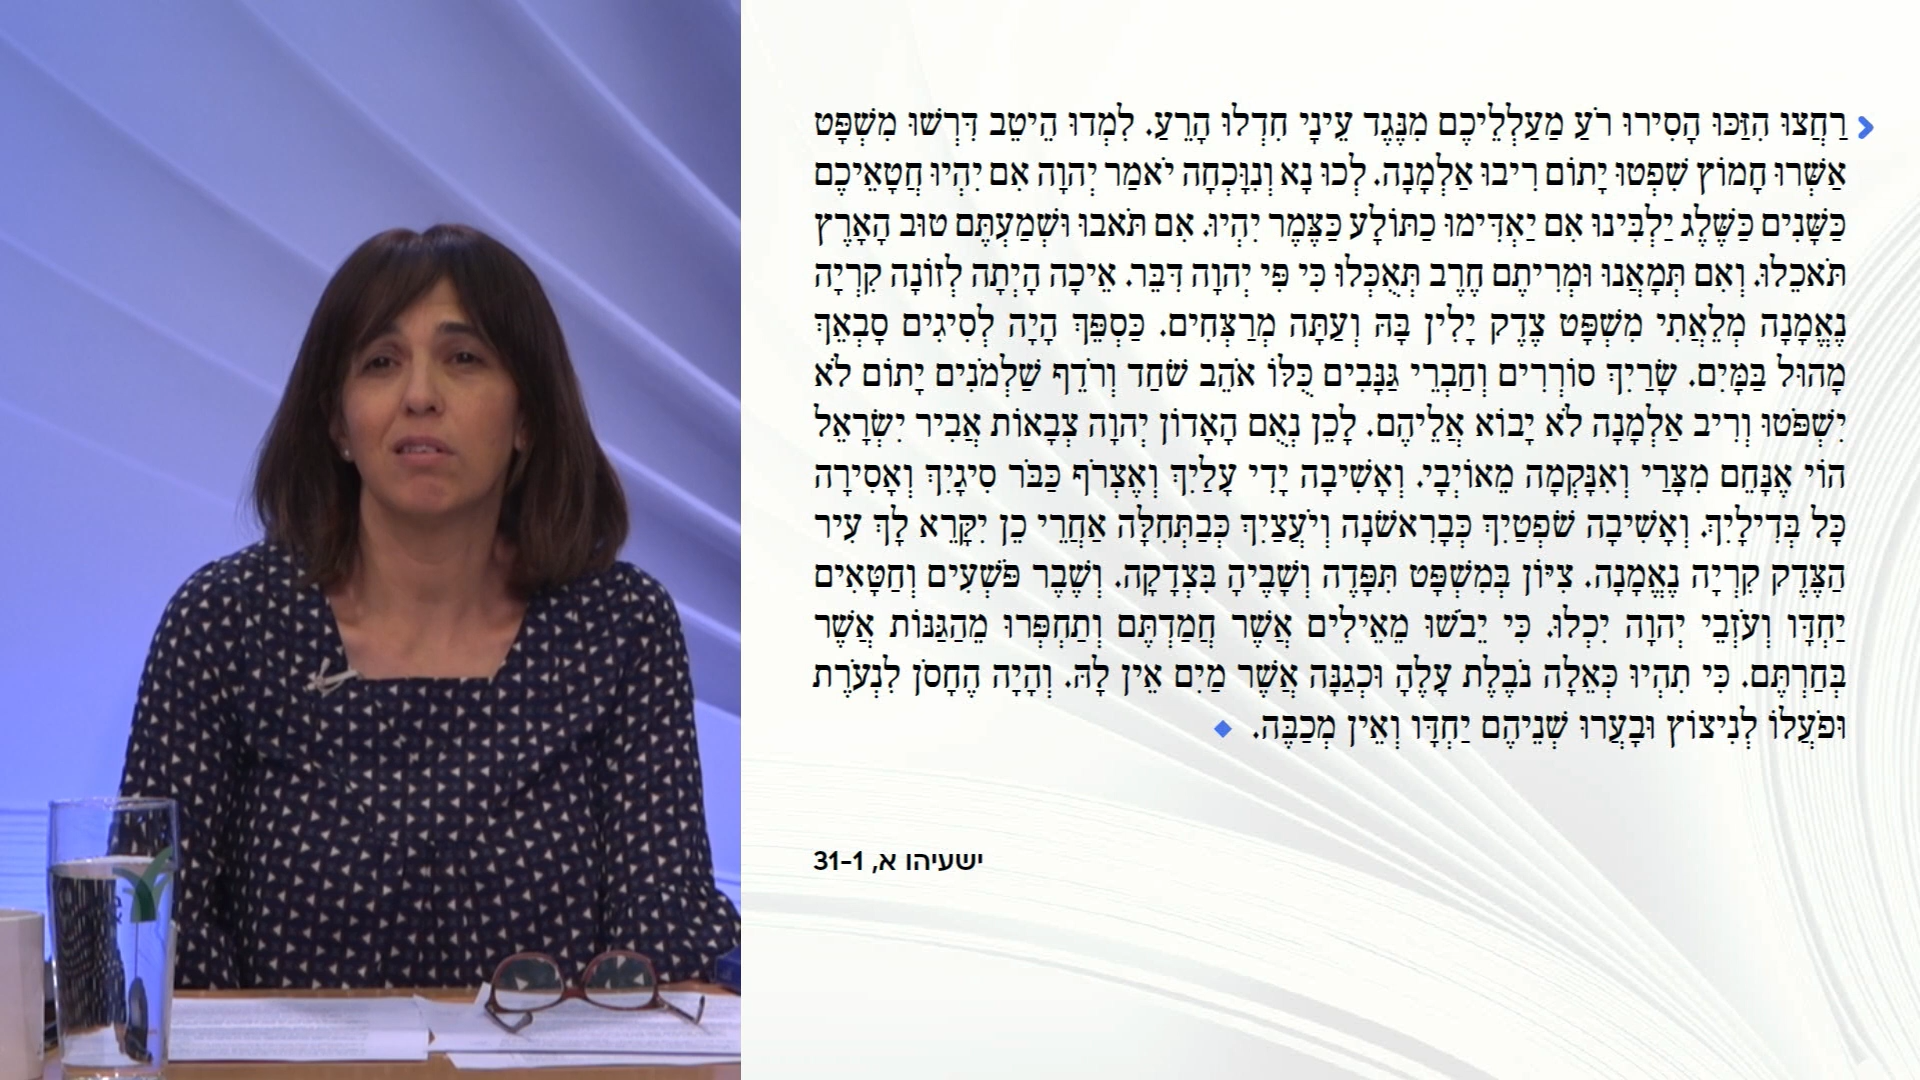 רַחֲצוּ הִזַּכּוּ הָסִירוּ רֹעַ מַעַלְלֵיכֶם מִנֶּגֶד עֵינָי חִדְלוּ הָרֵעַ. לִמְדוּ הֵיטֵב דִּרְשׁוּ מִשְׁפָּט
אַשְּׁרוּ חָמוֹץ שִׁפְטוּ יָתוֹם רִיבוּ אַלְמָנָה. לְכוּ נָא וְנִוָּכְחָה יֹאמַר יְהוָה אִם יִהְיוּ חֲטָאֵיכֶם
כַּשָּׁנִים כַּשֶּׁלֶג יַלְבִּינוּ אִם יַאְדִּימוּ כַתּוֹלָע כַּצֶּמֶר יִהְיוּ. אִם תֹּאבוּ וּשְׁמַעְתֶּם טוּב הָאָרֶץ
תֹּאכֵלוּ. וְאִם תְּמָאֲנוּ וּמְרִיתֶם חֶרֶב תְּאֻכְּלוּ כִּי פִּי יְהוָה דִּבֵּר. אֵיכָה הָיְתָה לְזוֹנָה קִרְיָה
נֶאֱמָנָה מְלֵאֲתִי מִשְׁפָּט צֶדֶק יָלִין בָּהּ וְעַתָּה מְרַצְּחִים. כַּסְפֵּךְ הָיָה לְסִיגִים סָבְאֵךְ
מָהוּל בַּמָּיִם. שָׂרַיִךְ סוֹרְרִים וְחַבְרֵי גַּנָּבִים כֻּלּוֹ אֹהֵב שֹׁחַד וְרֹדֵף שַׁלְמֹנִים יָתוֹם לֹא
יִשְׁפֹּטוּ וְרִיב אַלְמָנָה לֹא יָבוֹא אֲלֵיהֶם. לָכֵן נְאֻם הָאָדוֹן יְהוָה צְבָאוֹת אֲבִיר יִשְׂרָאֵל
הוֹי אֶנָּחֵם מִצָּרַי וְאִנָּקְמָה מֵאוֹיְבָי. וְאָשִׁיבָה יָדִי עָלַיִךְ וְאֶצְרֹף כַּבֹּר סִיגָיִךְ וְאָסִירָה
כָּל בְּדִילָיִךְ. וְאָשִׁיבָה שֹׁפְטַיִךְ כְּבָרִאשֹׁנָה וְיֹעֲצַיִךְ כְּבַתְּחִלָּה אַחֲרֵי כֵן יִקָּרֵא לָךְ עִיר
הַצֶּדֶק קִרְיָה נֶאֱמָנָה. צִיּוֹן בְּמִשְׁפָּט תִּפָּדֶה וְשָׁבֶיהָ בִּצְדָקָה. וְשֶׁבֶר פֹּשְׁעִים וְחַטָּאִים
יַחְדָּו וְעֹזְבֵי יְהוָה יִכְלוּ. כִּי יֵבֹשׁוּ מֵאֵילִים אֲשֶׁר חֲמַדְתֶּם וְתַחְפְּרוּ מֵהַגַּנּוֹת אֲשֶׁר
בְּחַרְתֶּם. כִּי תִהְיוּ כְּאֵלָה נֹבֶלֶת עָלֶהָ וּכְגַנָּה אֲשֶׁר מַיִם אֵין לָהּ. וְהָיָה הֶחָסֹן לִנְעֹרֶת
וּפֹעֲלוֹ לְנִיצוֹץ וּבָעֲרוּ שְׁנֵיהֶם יַחְדָּו וְאֵין מְכַבֶּה.
ישעיהו א, 1–31